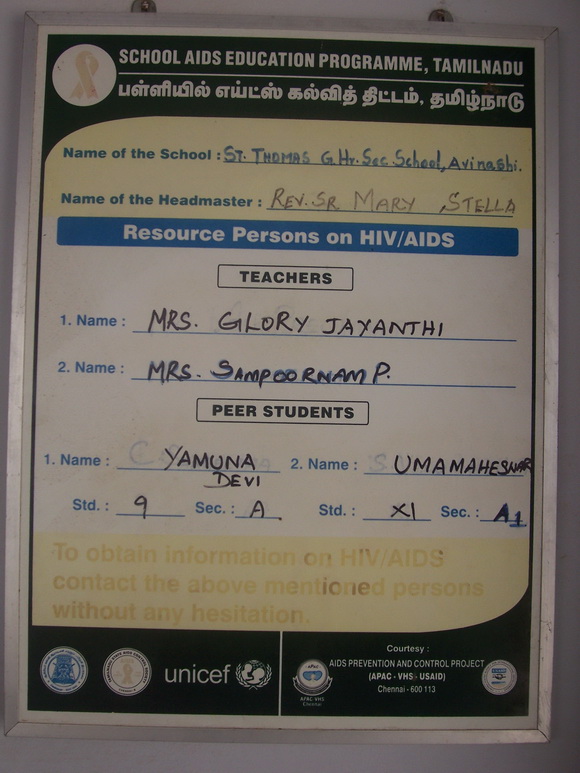 SCHOOL AIDS EDUCATION PROGRAMME, TAMILNADU
பள்ளியில் எய்ட்ஸ் கல்வித் திட்டம், தமிழ்நாடு
Name of the School : ST. THOMAS G.Hr.Sec.School, Avinashi.
Name of the Headmaster : REV. SR MARY STELLA
Resource Persons on HIV/AIDS
TEACHERS
1. Name : MRS. GLORY JAYANTHI
2. Name : MRS. SAMPOORNAM P.
PEER STUDENTS
1. Name : YAMUNA DEVI 2. Name : UMAMAHESWAR
Std. : 9 Sec. : A Std. : XI Sec. : A1
To obtain information on HIV/AIDS
contact the above mentioned persons
without any hesitation.
unicef
APAC
APAC VHS
Chennai
Courtesy :
AIDS PREVENTION AND CONTROL PROJECT
(APAC - VHS - USAID)
Chennai - 600 113